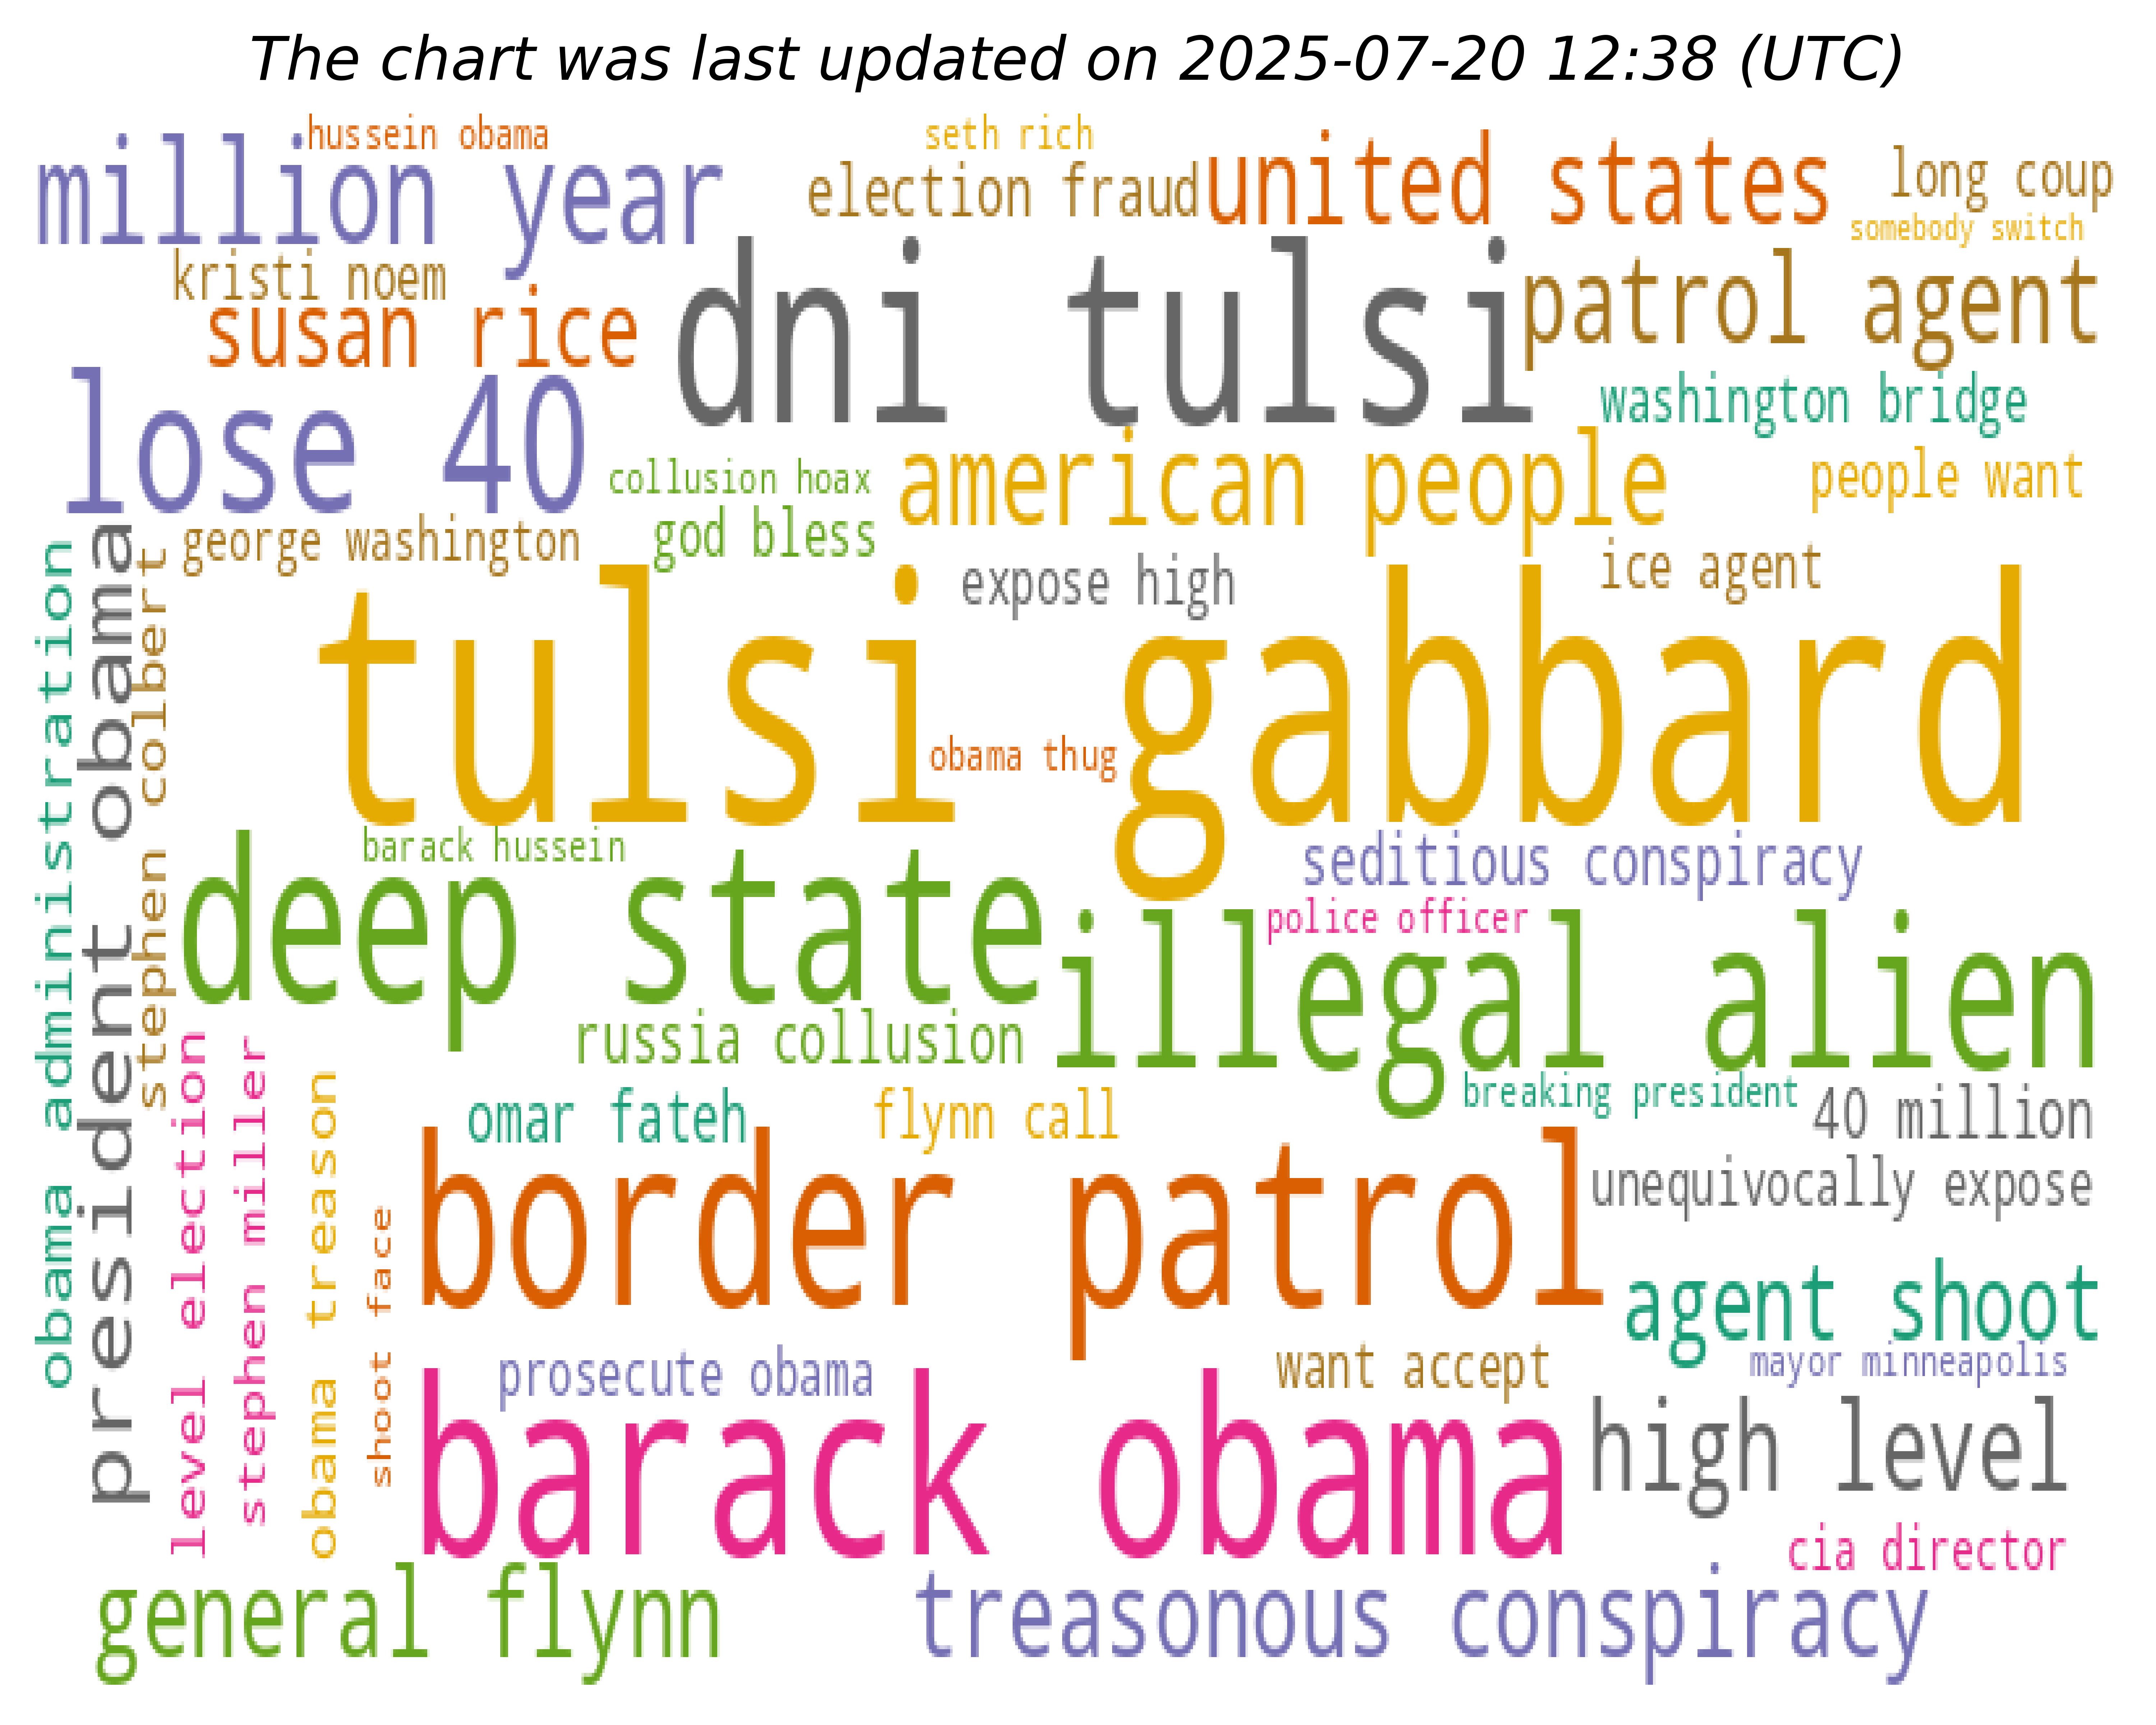 The chart was last updated on 2025-07-20 12:38 (UTC)
hussein obama
seth rich
million year
election fraud
united states
long coup
somebody switch
kristi noem
susan rice
dni tulsi
patrol agent
lose 40
washington bridge
collusion hoax
american people
people want
george washington
god bless
expose high
ice agent
tulsi gabbard
obama thug
obama administration
president obama
stephen colbert
barack hussein
deep state
seditious conspiracy
police officer
illegal alien
russia collusion
level election
stephen miller
obama treason
shoot face
omar fateh
flynn call
breaking president
40 million
border patrol
unequivocally expose
agent shoot
prosecute obama
want accept
mayor minneapolis
barack obama
high level
cia director
general flynn
treasonous conspiracy